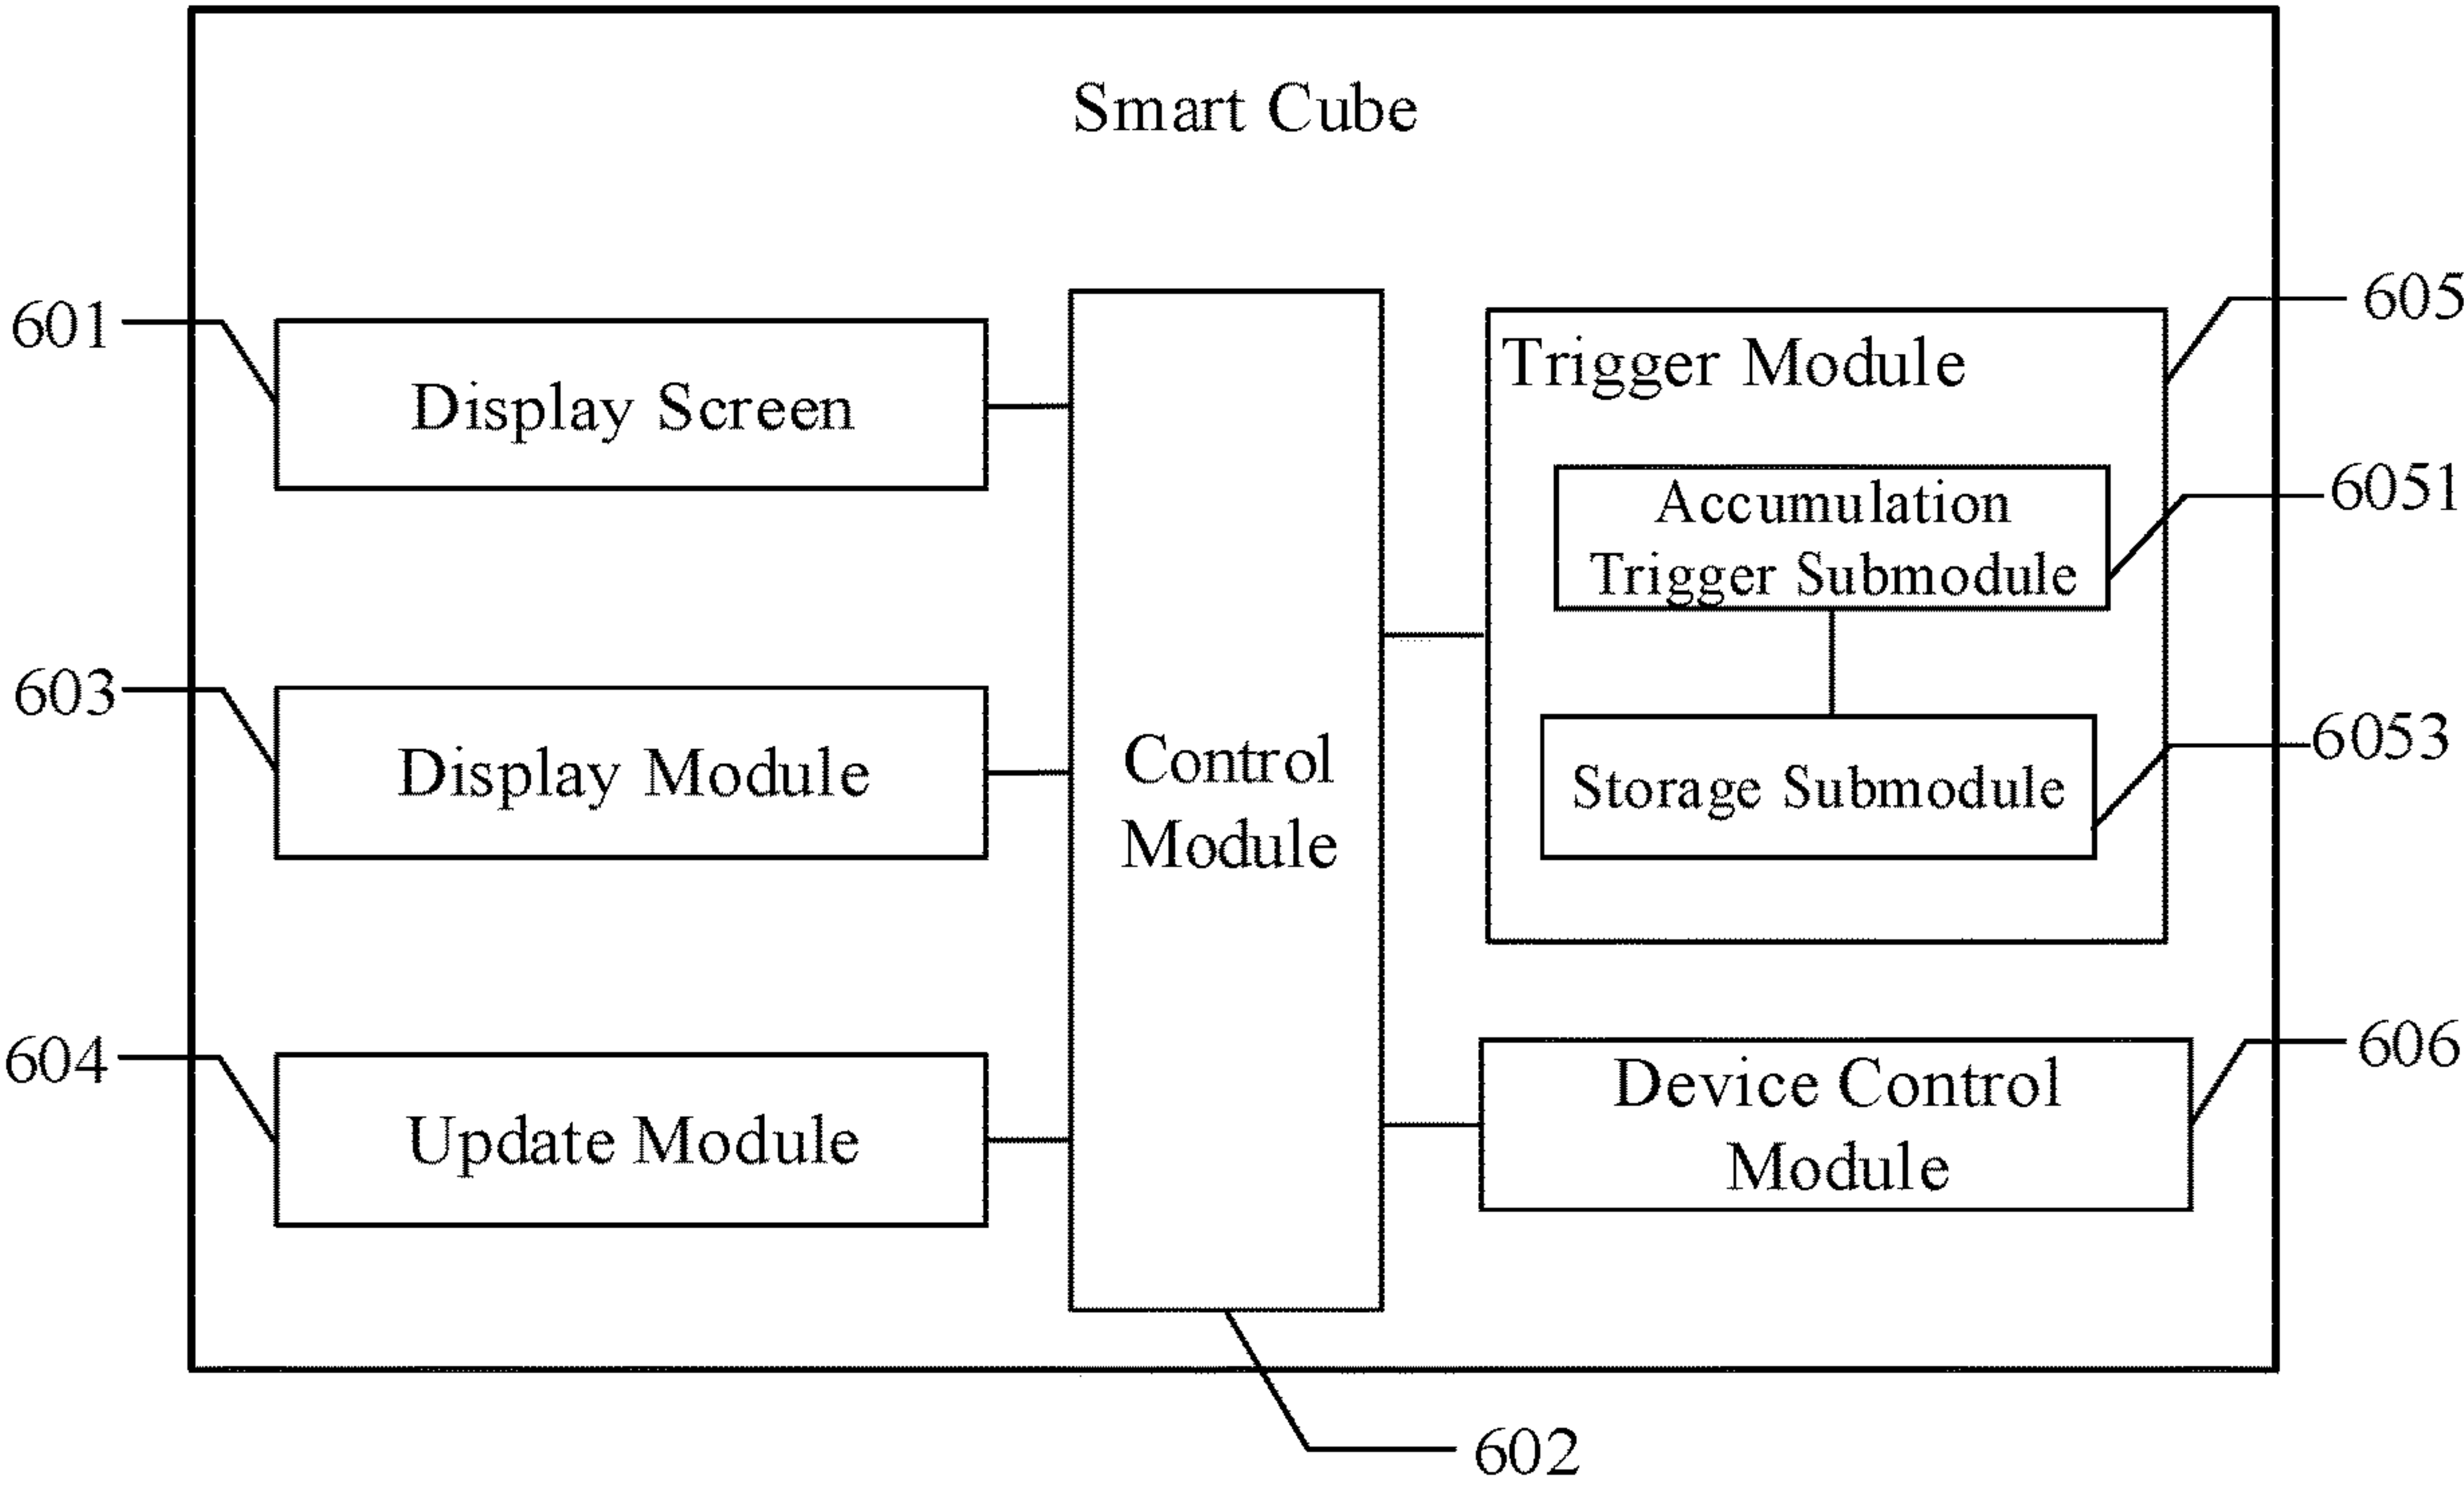 Smart Cube
601
Display Screen
603
Display Module
604
Update Module
Control
Module
602
Trigger Module
605
Accumulation
Trigger Submodule
6051
Storage Submodule
6053
Device Control
Module
606